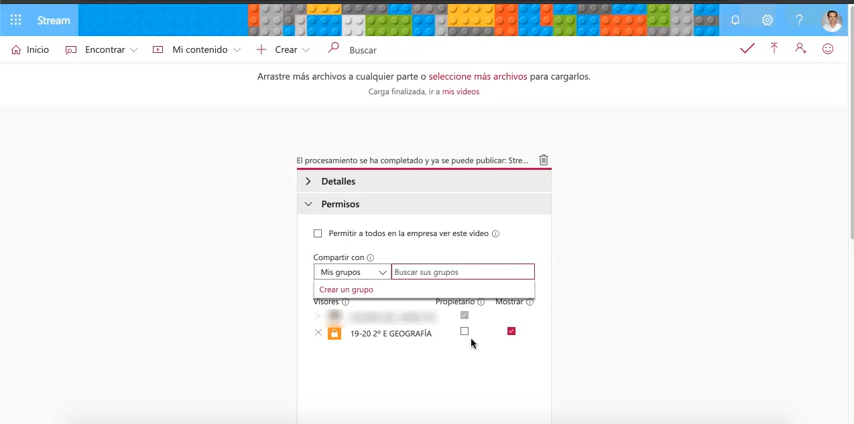 Stream
Inicio Encontrar Mi contenido Crear Buscar
Arrastre más archivos a cualquier parte o seleccione más archivos para cargarlos.
Carga finalizada, ir a mis videos
El procesamiento se ha completado y ya se puede publicar: Stre...
Detalles
Permisos
Permitir a todos en la empresa ver este video
Compartir con
Mis grupos Buscar sus grupos
Crear un grupo
Visores Propietario Mostrar
19-20 2º E GEOGRAFÍA